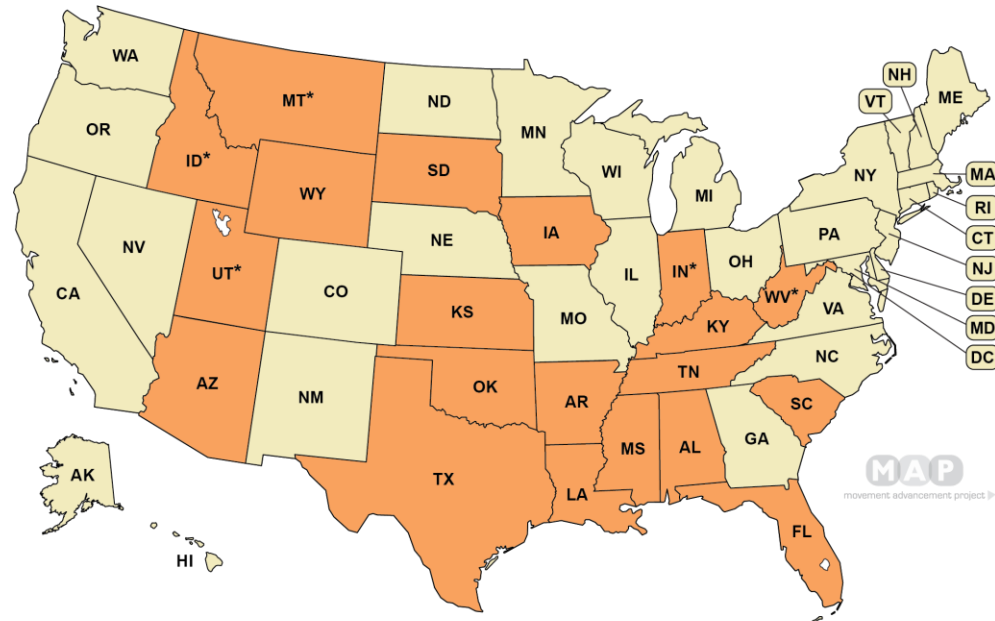 WA
MT*
ND
MN
OR
ID*
WY
SD
WI
MI
NY
VT
NH
ME
MA
RI
CT
NJ
DE
MD
DC
NV
CA
UT*
CO
NE
IA
IL
IN*
OH
PA
WV*
VA
KS
MO
KY
NC
TN
SC
AZ
NM
OK
AR
MS
AL
GA
TX
LA
FL
AK
HI
MAP
movement advancement project